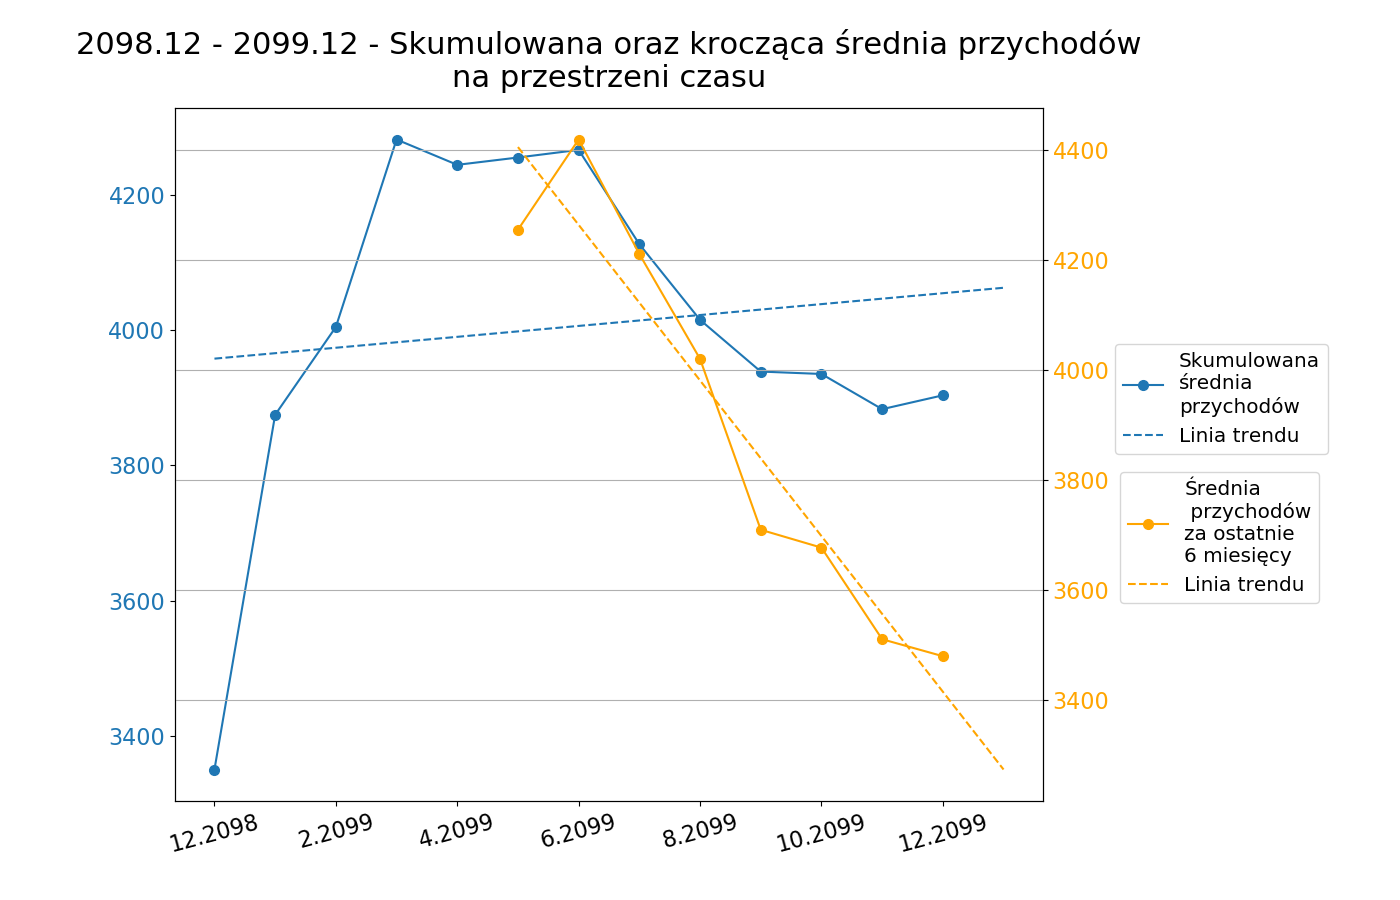 2098.12 - 2099.12 - Skumulowana oraz krocząca średnia przychodów
na przestrzeni czasu
4200
4000
3800
3600
3400
4400
4200
4000
3800
3600
3400
12.2098
2.2099
4.2099
6.2099
8.2099
10.2099
12.2099
Skumulowana
średnia
przychodów
Linia trendu
Średnia
przychodów
za ostatnie
6 miesięcy
Linia trendu